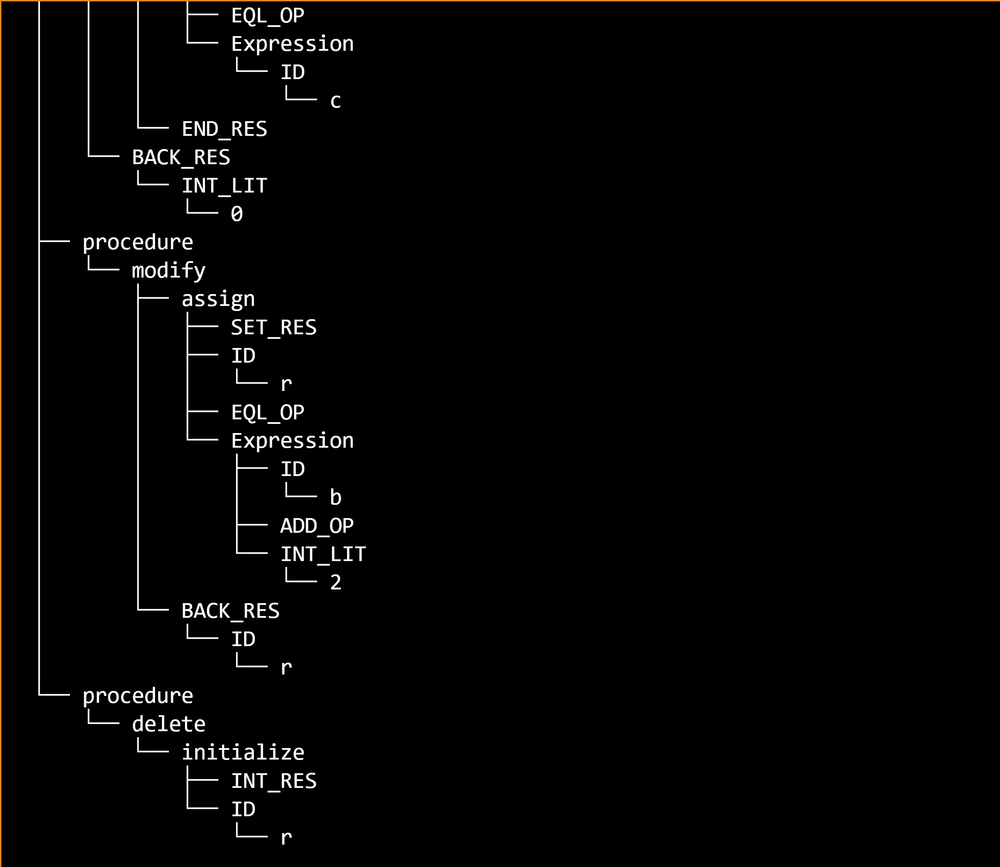 EQL_OP
Expression
ID
c
END_RES
BACK_RES
INT_LIT
0
procedure
modify
assign
SET_RES
ID
r
EQL_OP
Expression
ID
b
ADD_OP
INT_LIT
2
BACK_RES
ID
r
procedure
delete
initialize
INT_RES
ID
r